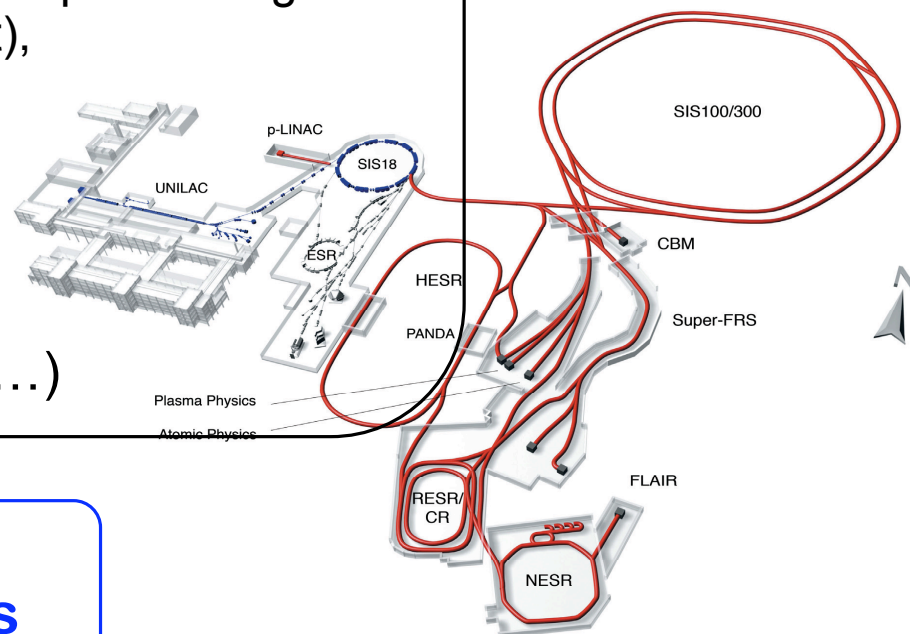 t),
SIS100/300
p-LINAC
SIS18
UNILAC
CBM
ESR
HESR
Super-FRS
PANDA
...)
Plasma Physics
Atomic Physics
FLAIR
RESR/
CR
NESR
s